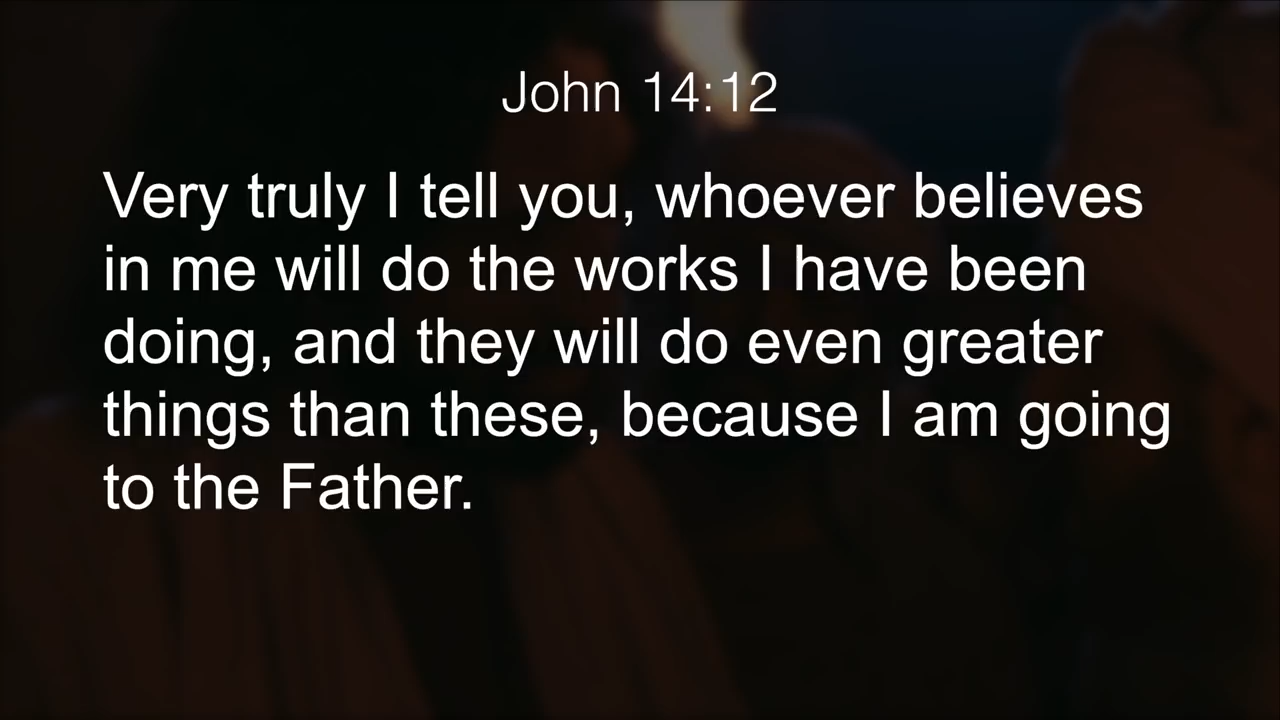 John 14:12
Very truly I tell you, whoever believes
in me will do the works I have been
doing, and they will do even greater
things than these, because I am going
to the Father.